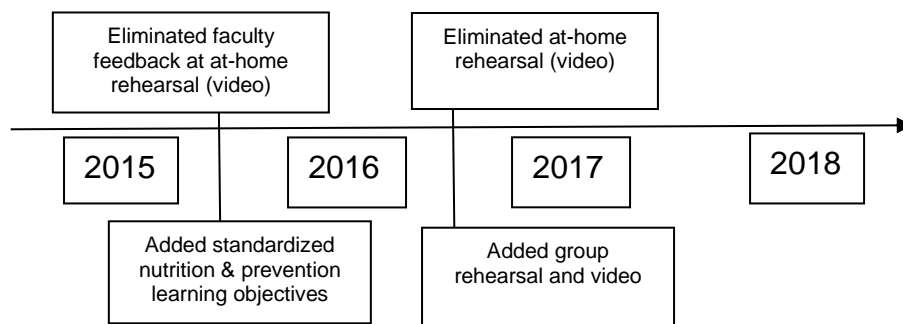 Eliminated faculty
feedback at at-home
rehearsal (video)
Eliminated at-home
rehearsal (video)
2015
2016
2017
2018
Added standardized
nutrition & prevention
learning objectives
Added group
rehearsal and video